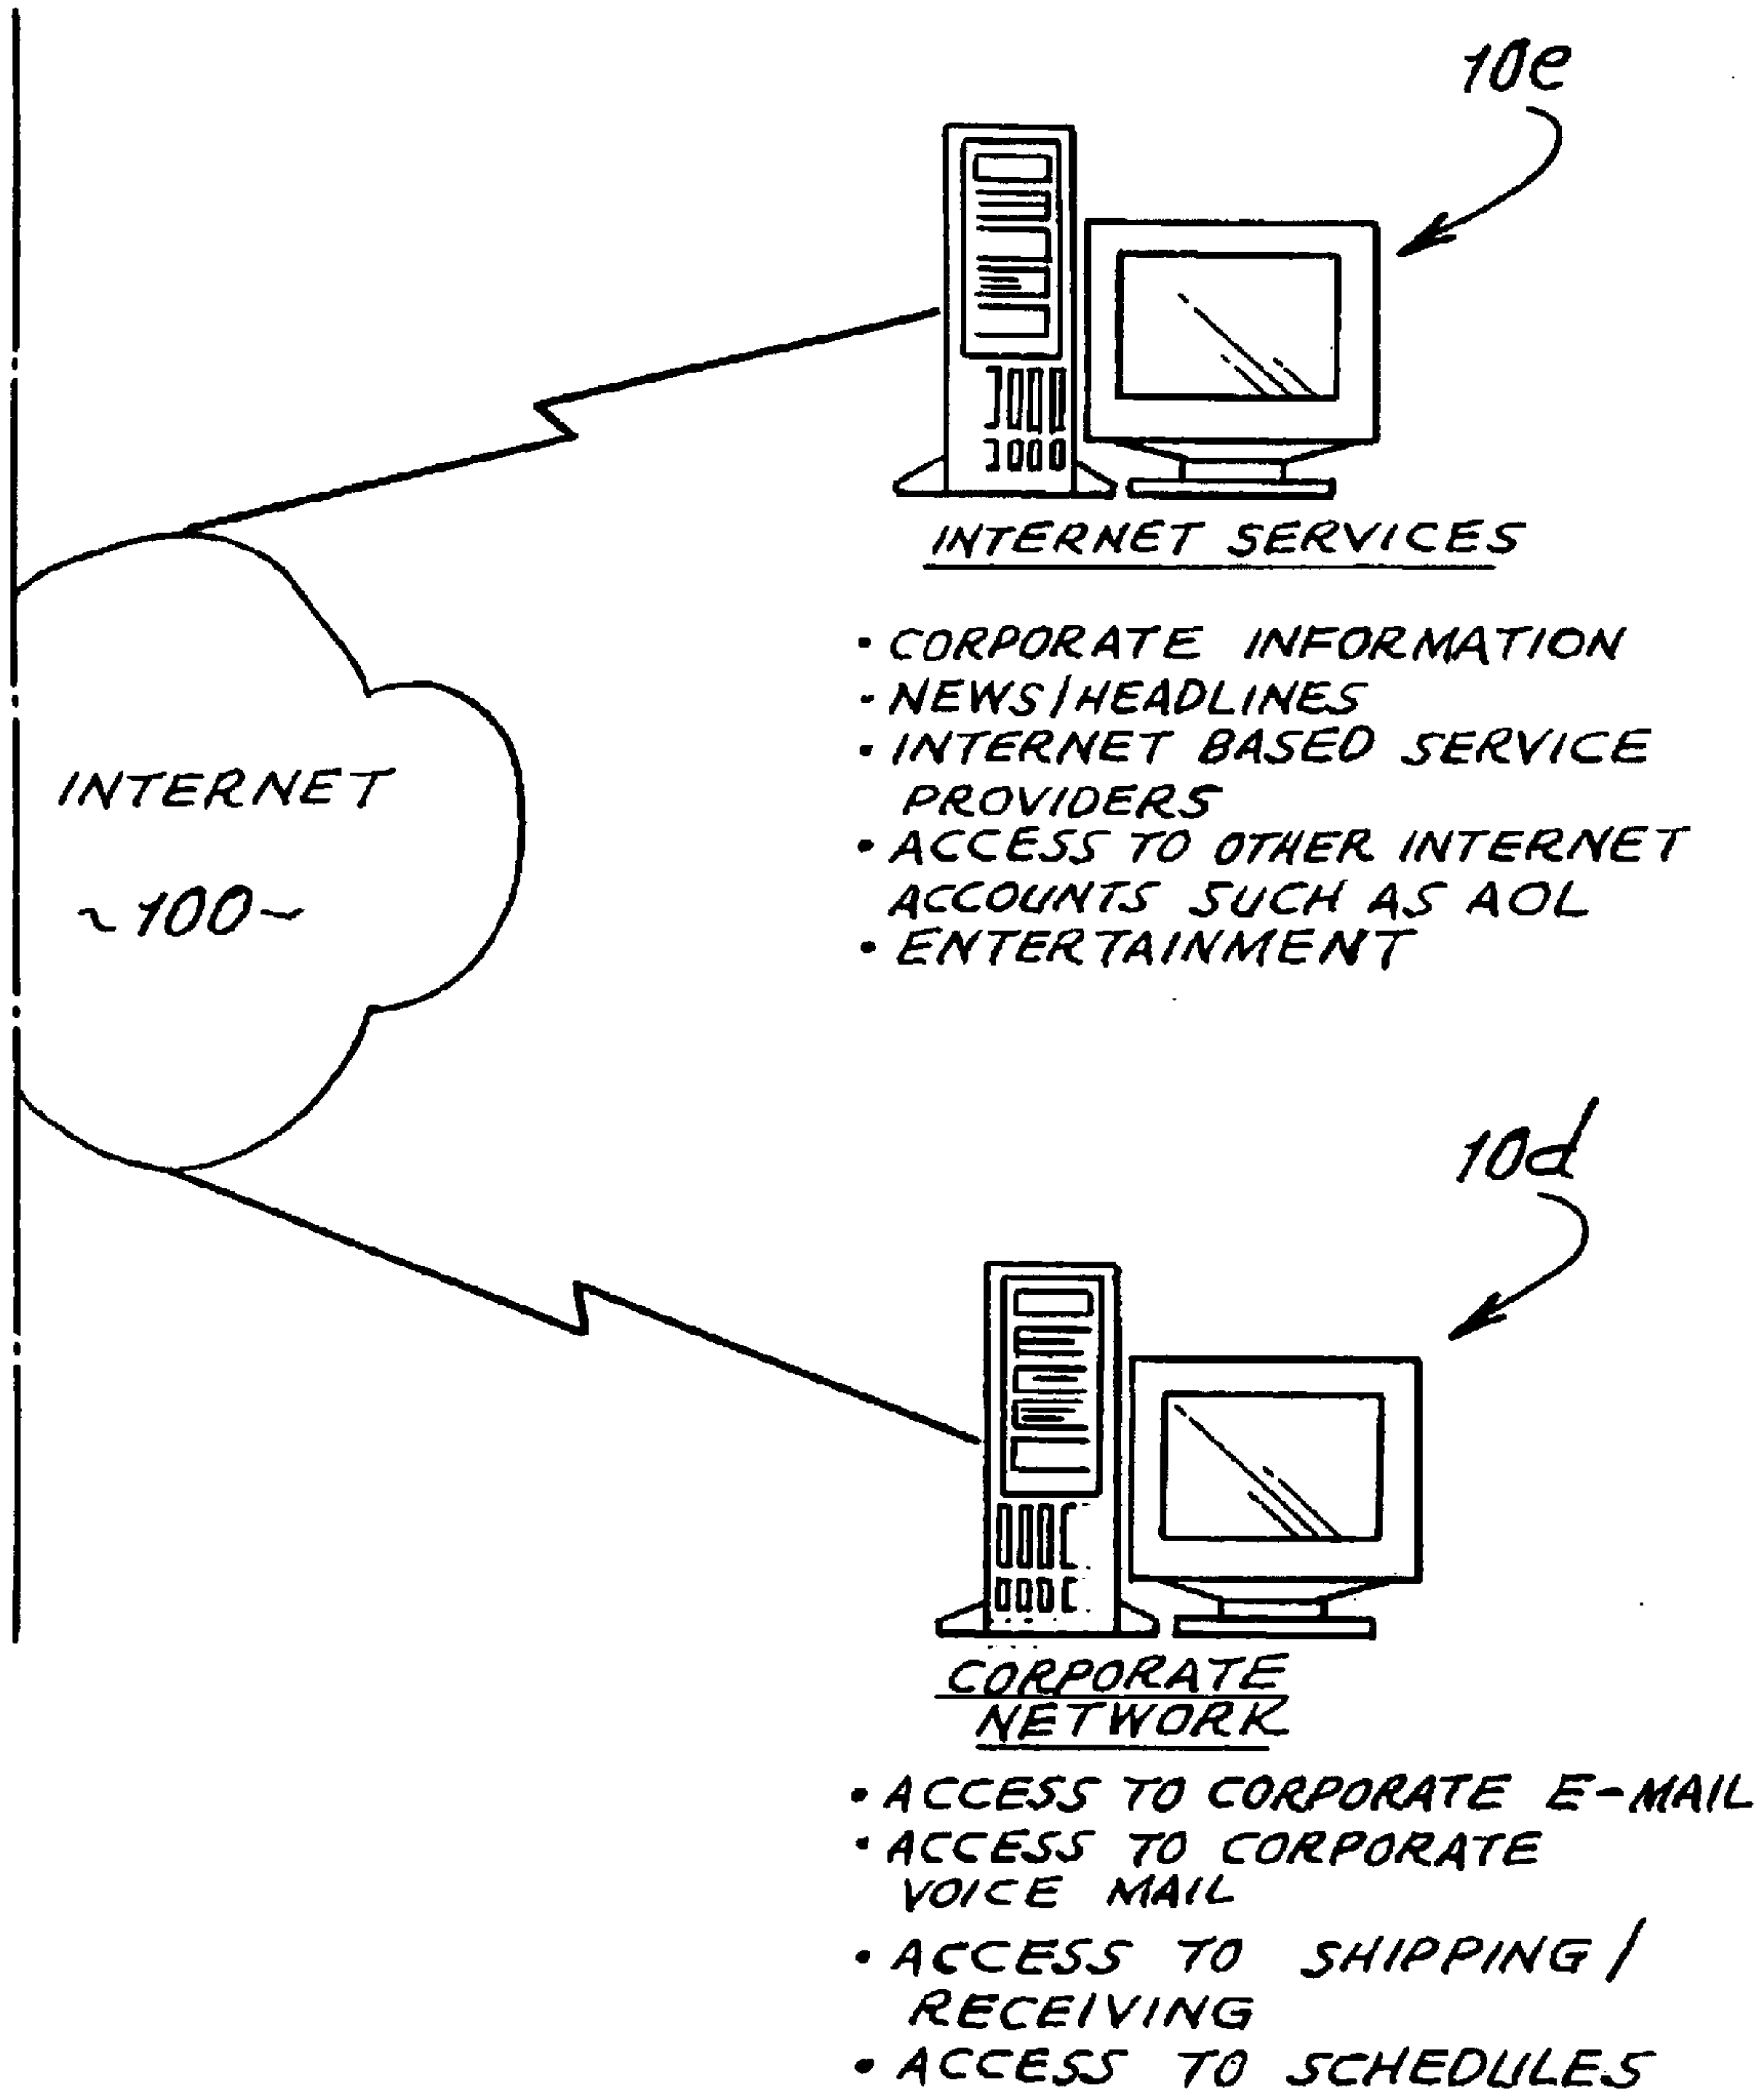 10e
INTERNET SERVICES
• CORPORATE INFORMATION
• NEWS/HEADLINES
• INTERNET BASED SERVICE
PROVIDERS
• ACCESS TO OTHER INTERNET
ACCOUNTS SUCH AS AOL
• ENTERTAINMENT
INTERNET
~100~
10d
CORPORATE
NETWORK
• ACCESS TO CORPORATE E-MAIL
• ACCESS TO CORPORATE
VOICE MAIL
• ACCESS TO SHIPPING/
RECEIVING
• ACCESS TO SCHEDULES